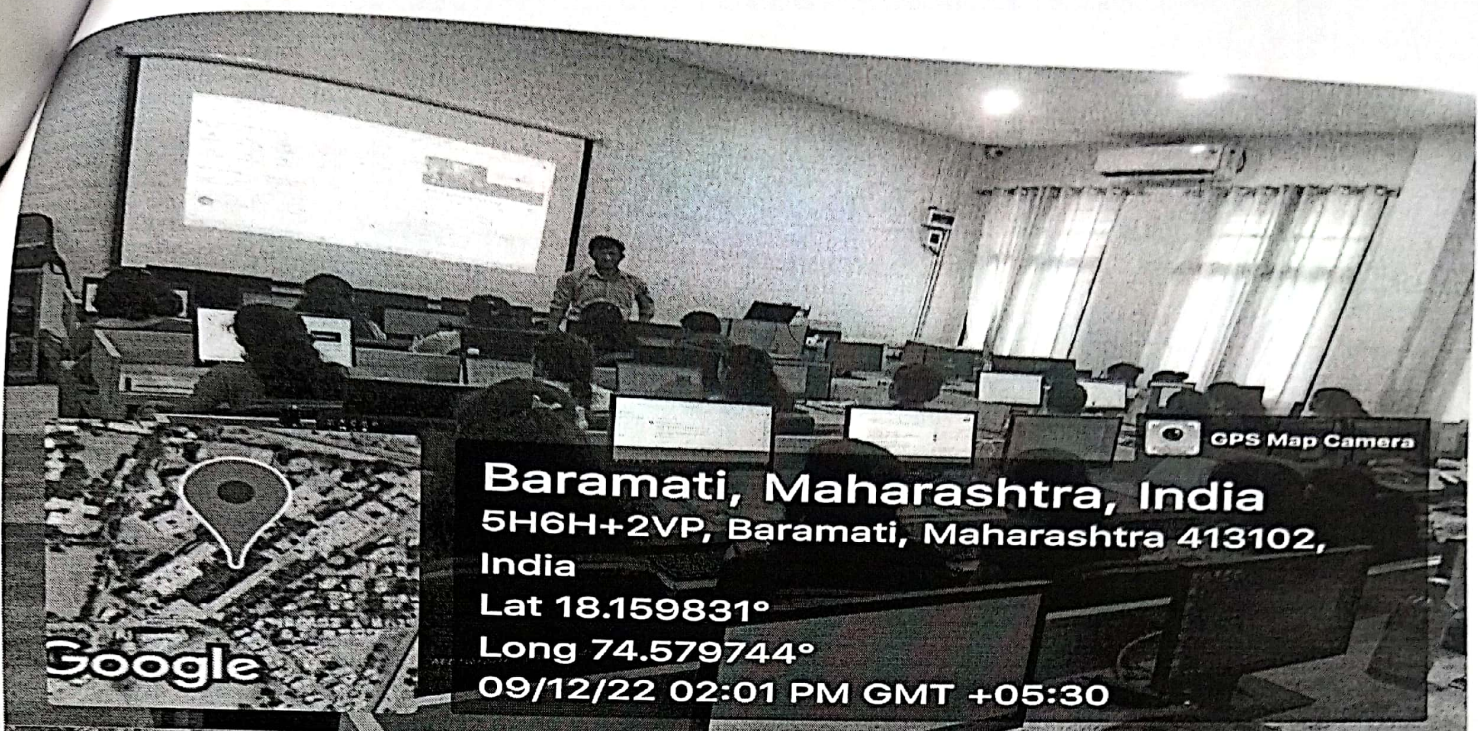 GPS Map Camera
Baramati, Maharashtra, India
5H6H+2VP, Baramati, Maharashtra 413102,
India
Lat 18.159831°
Long 74.579744°
09/12/22 02:01 PM GMT +05:30
Google